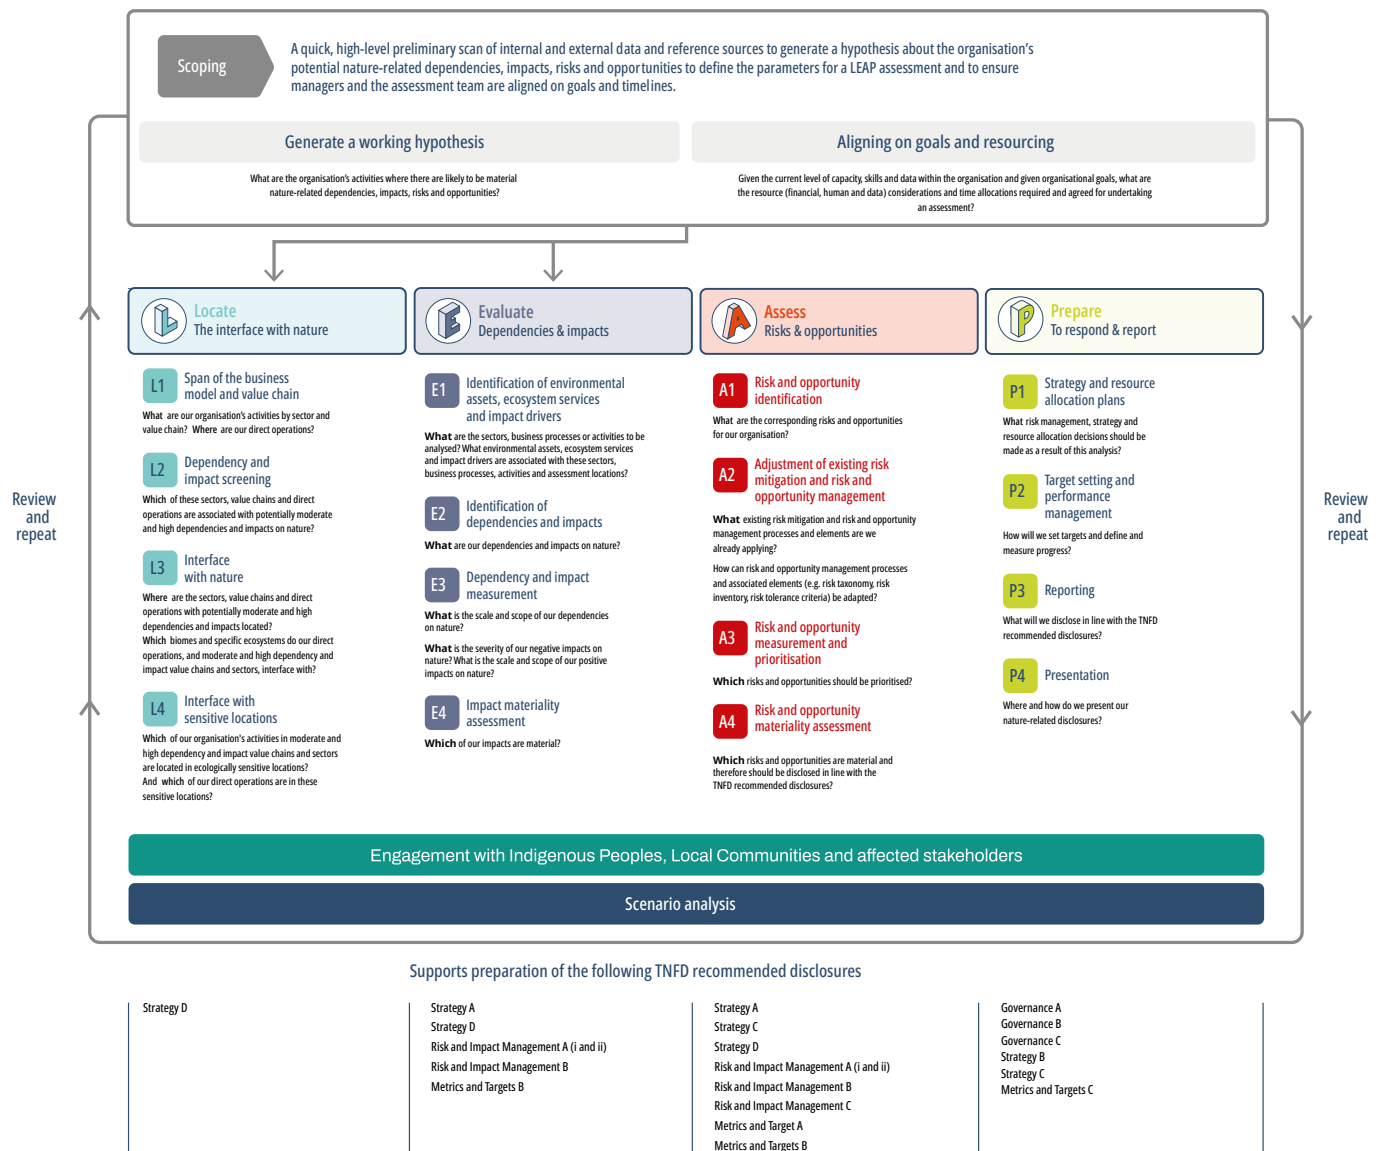 Scoping
A quick, high-level preliminary scan of internal and external data and reference sources to generate a hypothesis about the organisation's
potential nature-related dependencies, impacts, risks and opportunities to define the parameters for a LEAP assessment and to ensure
managers and the assessment team are aligned on goals and timelines.
Generate a working hypothesis
What are the organisation's activities where there are likely to be material
nature-related dependencies, impacts, risks and opportunities?
Aligning on goals and resourcing
Given the current level of capacity, skills and data within the organisation and given organisational goals, what are
the resource (financial, human and data) considerations and time allocations required and agreed for undertaking
an assessment?
Review
and
repeat
L
Locate
The interface with nature
L1
Span of the business
model and value chain
What are our organisation's activities by sector and
value chain? Where are our direct operations?
L2
Dependency and
impact screening
Which of these sectors, value chains and direct
operations are associated with potentially moderate
and high dependencies and impacts on nature?
L3
Interface
with nature
Where are the sectors, value chains and direct
operations with potentially moderate and high
dependencies and impacts located?
Which biomes and specific ecosystems do our direct
operations, and moderate and high dependency and
impact value chains and sectors, interface with?
L4
Interface with
sensitive locations
Which of our organisation's activities in moderate and
high dependency and impact value chains and sectors
are located in ecologically sensitive locations?
And which of our direct operations are in these
sensitive locations?
E
Evaluate
Dependencies & impacts
E1
Identification of environmental
assets, ecosystem services
and impact drivers
What are the sectors, business processes or activities to be
analysed? What environmental assets, ecosystem services
and impact drivers are associated with these sectors,
business processes, activities and assessment locations?
E2
Identification of
dependencies and impacts
What are our dependencies and impacts on nature?
E3
Dependency and impact
measurement
What is the scale and scope of our dependencies
on nature?
What is the severity of our negative impacts on
nature? What is the scale and scope of our positive
impacts on nature?
E4
Impact materiality
assessment
Which of our impacts are material?
A
Assess
Risks & opportunities
A1
Risk and opportunity
identification
What are the corresponding risks and opportunities
for our organisation?
A2
Adjustment of existing risk
mitigation and risk and
opportunity management
What existing risk mitigation and risk and opportunity
management processes and elements are we
already applying?
How can risk and opportunity management processes
and associated elements (e.g. risk taxonomy, risk
inventory, risk tolerance criteria) be adapted?
A3
Risk and opportunity
measurement and
prioritisation
Which risks and opportunities should be prioritised?
A4
Risk and opportunity
materiality assessment
Which risks and opportunities are material and
therefore should be disclosed in line with the
TNFD recommended disclosures?
P
Prepare
To respond & report
P1
Strategy and resource
allocation plans
What risk management, strategy and
resource allocation decisions should be
made as a result of this analysis?
P2
Target setting and
performance
management
How will we set targets and define and
measure progress?
P3
Reporting
What will we disclose in line with the TNFD
recommended disclosures?
P4
Presentation
Where and how do we present our
nature-related disclosures?
Review
and
repeat
Engagement with Indigenous Peoples, Local Communities and affected stakeholders
Scenario analysis
Supports preparation of the following TNFD recommended disclosures
Strategy D
Strategy A
Strategy D
Risk and Impact Management A (i and ii)
Risk and Impact Management B
Metrics and Targets B
Strategy A
Strategy C
Strategy D
Risk and Impact Management A (i and ii)
Risk and Impact Management B
Risk and Impact Management C
Metrics and Target A
Metrics and Targets B
Governance A
Governance B
Governance C
Strategy B
Strategy C
Metrics and Targets C